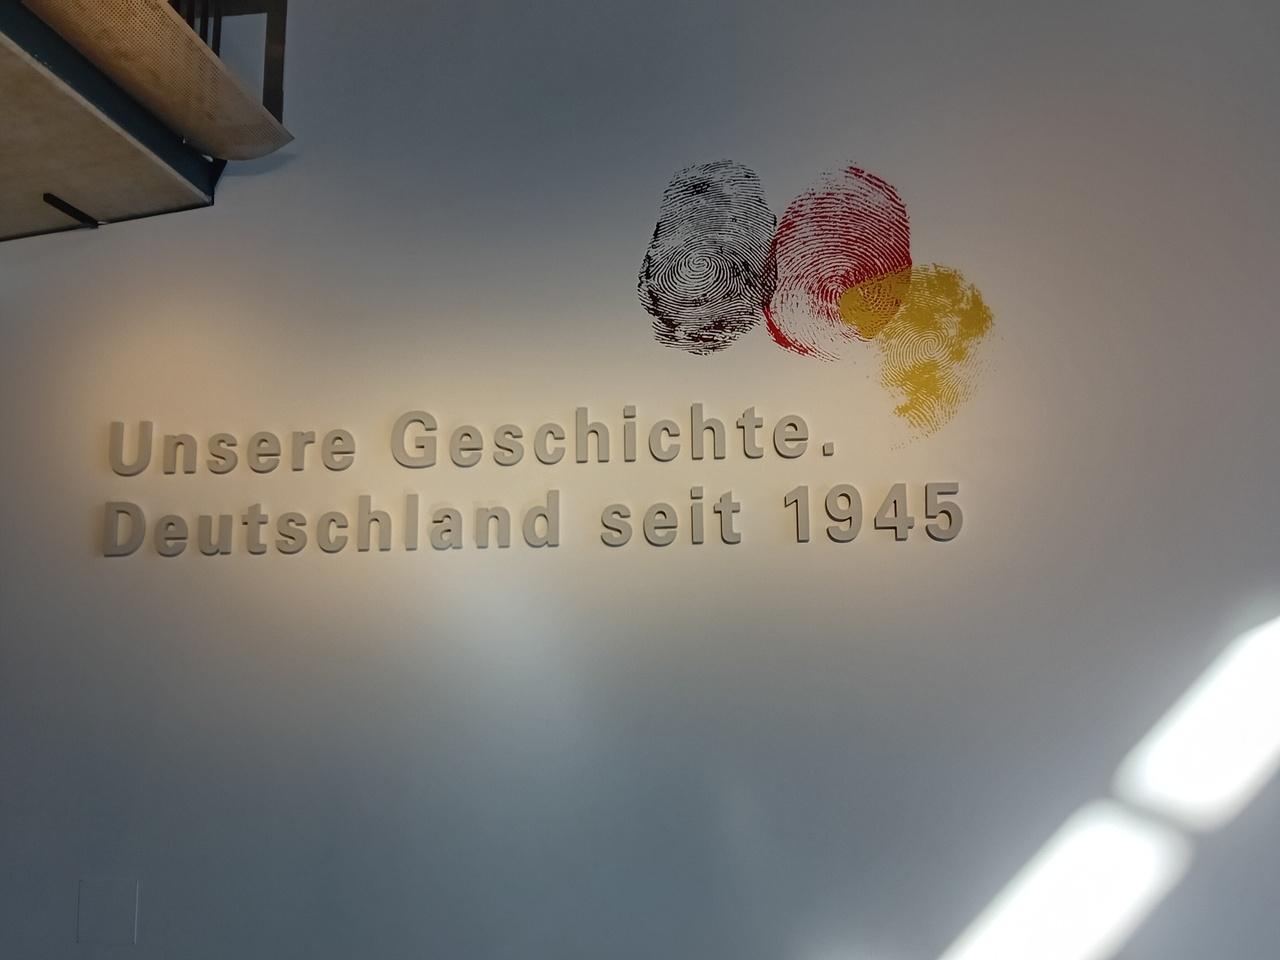 Unsere Geschichte.
Deutschland seit 1945